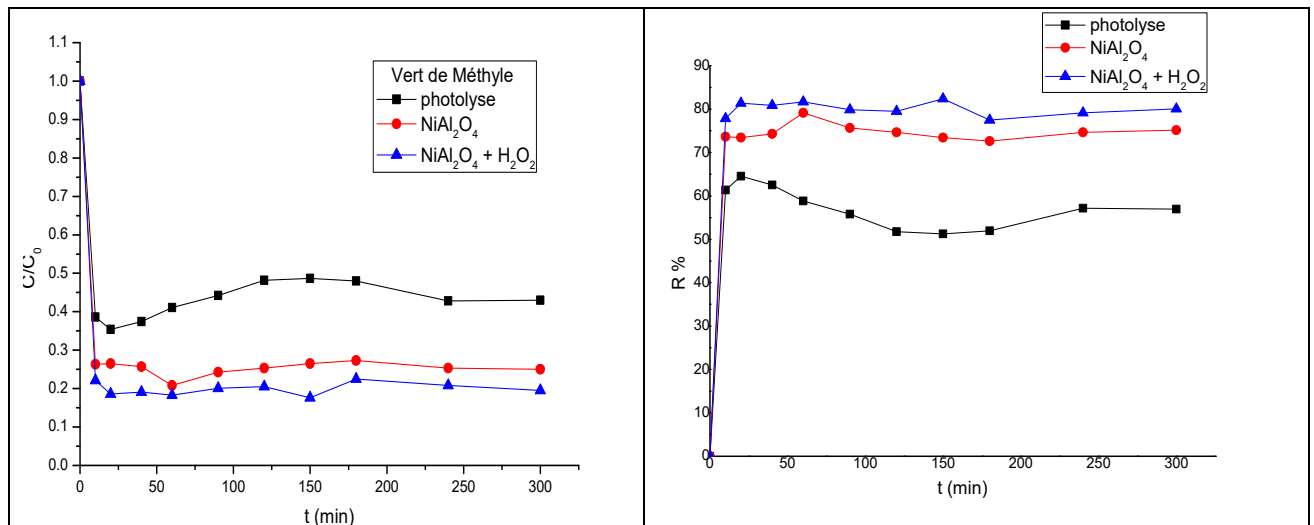 Vert de Méthyle
photolyse
NiAl₂O₄
NiAl₂O₄ + H₂O₂
1.1
1.0
0.9
0.8
0.7
0.6
0.5
0.4
0.3
0.2
0.1
0.0
C/C₀
0 50 100 150 200 250 300
t (min)
photolyse
NiAl₂O₄
NiAl₂O₄ + H₂O₂
90
80
70
60
50
40
30
20
10
0
R %
0 50 100 150 200 250 300
t (min)